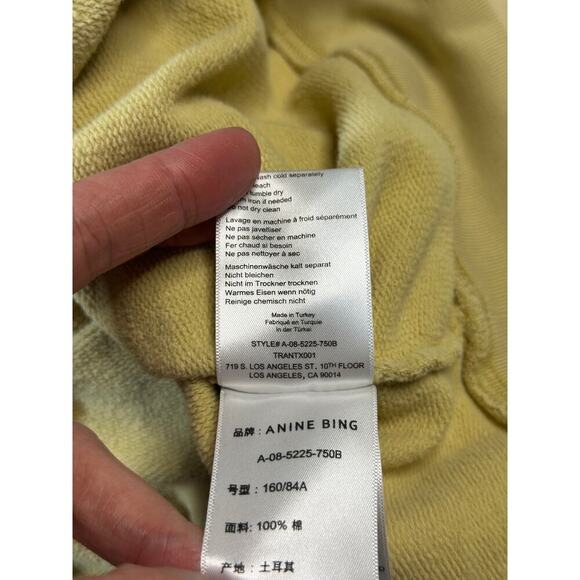 wash cold separately
tumble dry
iron if needed
not dry clean
Lavage en machine à froid séparément
Ne pas javelliser
Ne pas sécher en machine
Fer chaud si besoin
Ne pas nettoyer à sec
Maschinenwäsche kalt separat
Nicht bleichen
Nicht im Trockner trocknen
Warmes Eisen wenn nötig
Reinige chemisch nicht
Made in Turkey
Fabriqué en Turquie
in der Türkei
STYLE# A-08-5225-750B
TRANTX001
719 S. LOS ANGELES ST. 10TH FLOOR
LOS ANGELES, CA 90014
品牌：ANINE BING
A-08-5225-750B
号型：160/84A
面料：100% 棉
产地：土耳其